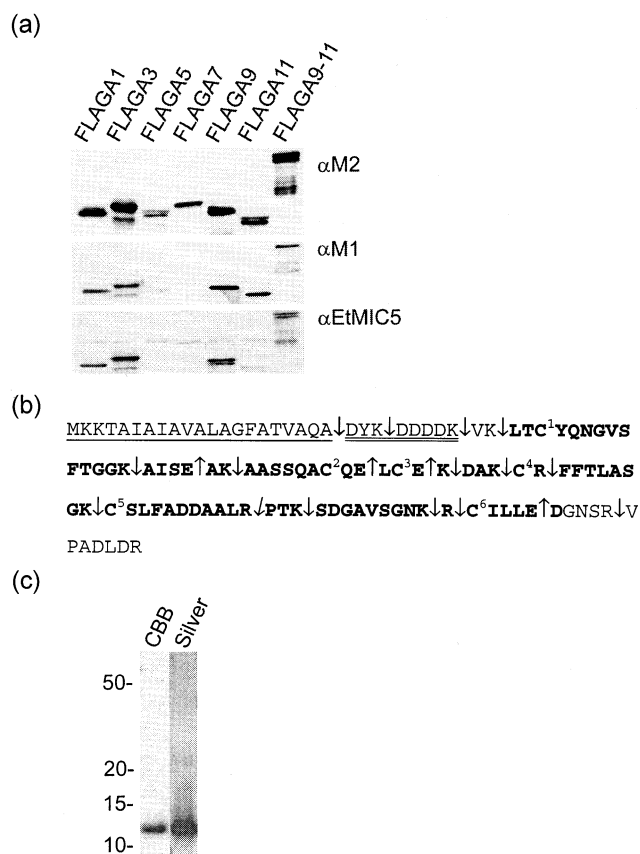 (a)
FLAGA1
FLAGA3
FLAGA5
FLAGA7
FLAGA9
FLAGA11
FLAGA9-11
αM2
αM1
αEtMIC5
(b)
MKKTAIAIAVALAGFATVAQA↓DYK↓DDDDK↓VK↓LTC¹YQNGVS
FTGGK↓AISE↑AK↓AASSQAC²QE↑LC³E↑K↓DAK↓C⁴R↓FFTLAS
GK↓C⁵SLFADDAALR↓PTK↓SDGAVSGNK↓R↓C⁶ILLE↑DGNSR↓V
PADLDR
(c)
CBB
Silver
50-
20-
15-
10-